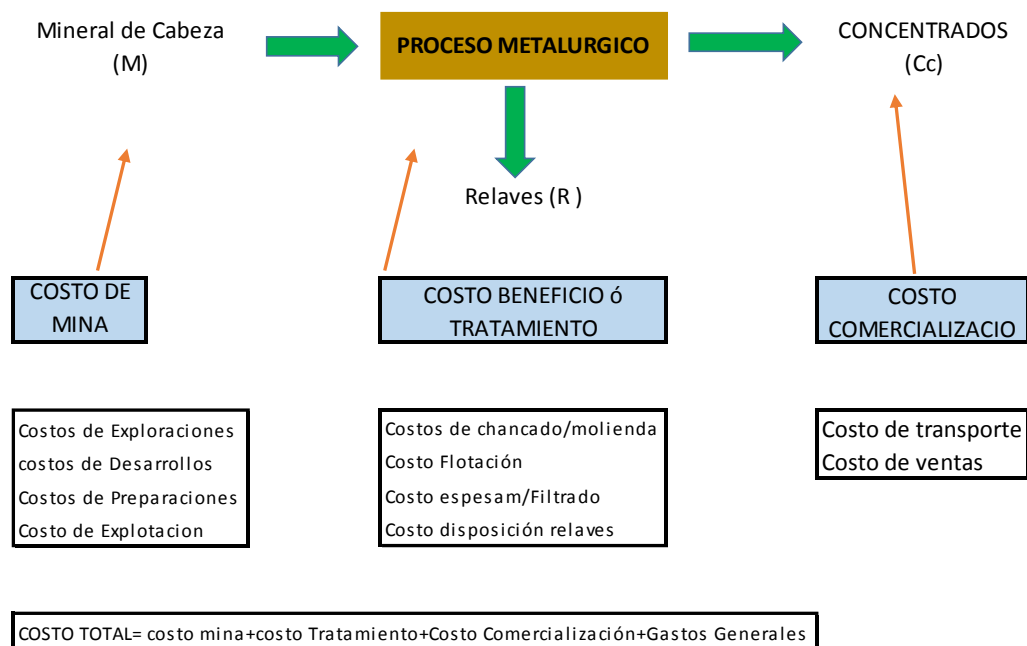 Mineral de Cabeza
(M)
PROCESO METALURGICO
CONCENTRADOS
(Cc)
Relaves (R )
COSTO DE
MINA
COSTO BENEFICIO ó
TRATAMIENTO
COSTO
COMERCIALIZACIO
Costos de Exploraciones
costos de Desarrollos
Costos de Preparaciones
Costo de Explotacion
Costos de chancado/molienda
Costo Flotación
Costo espesam/Filtrado
Costo disposición relaves
Costo de transporte
Costo de ventas
COSTO TOTAL= costo mina+costo Tratamiento+Costo Comercialización+Gastos Generales